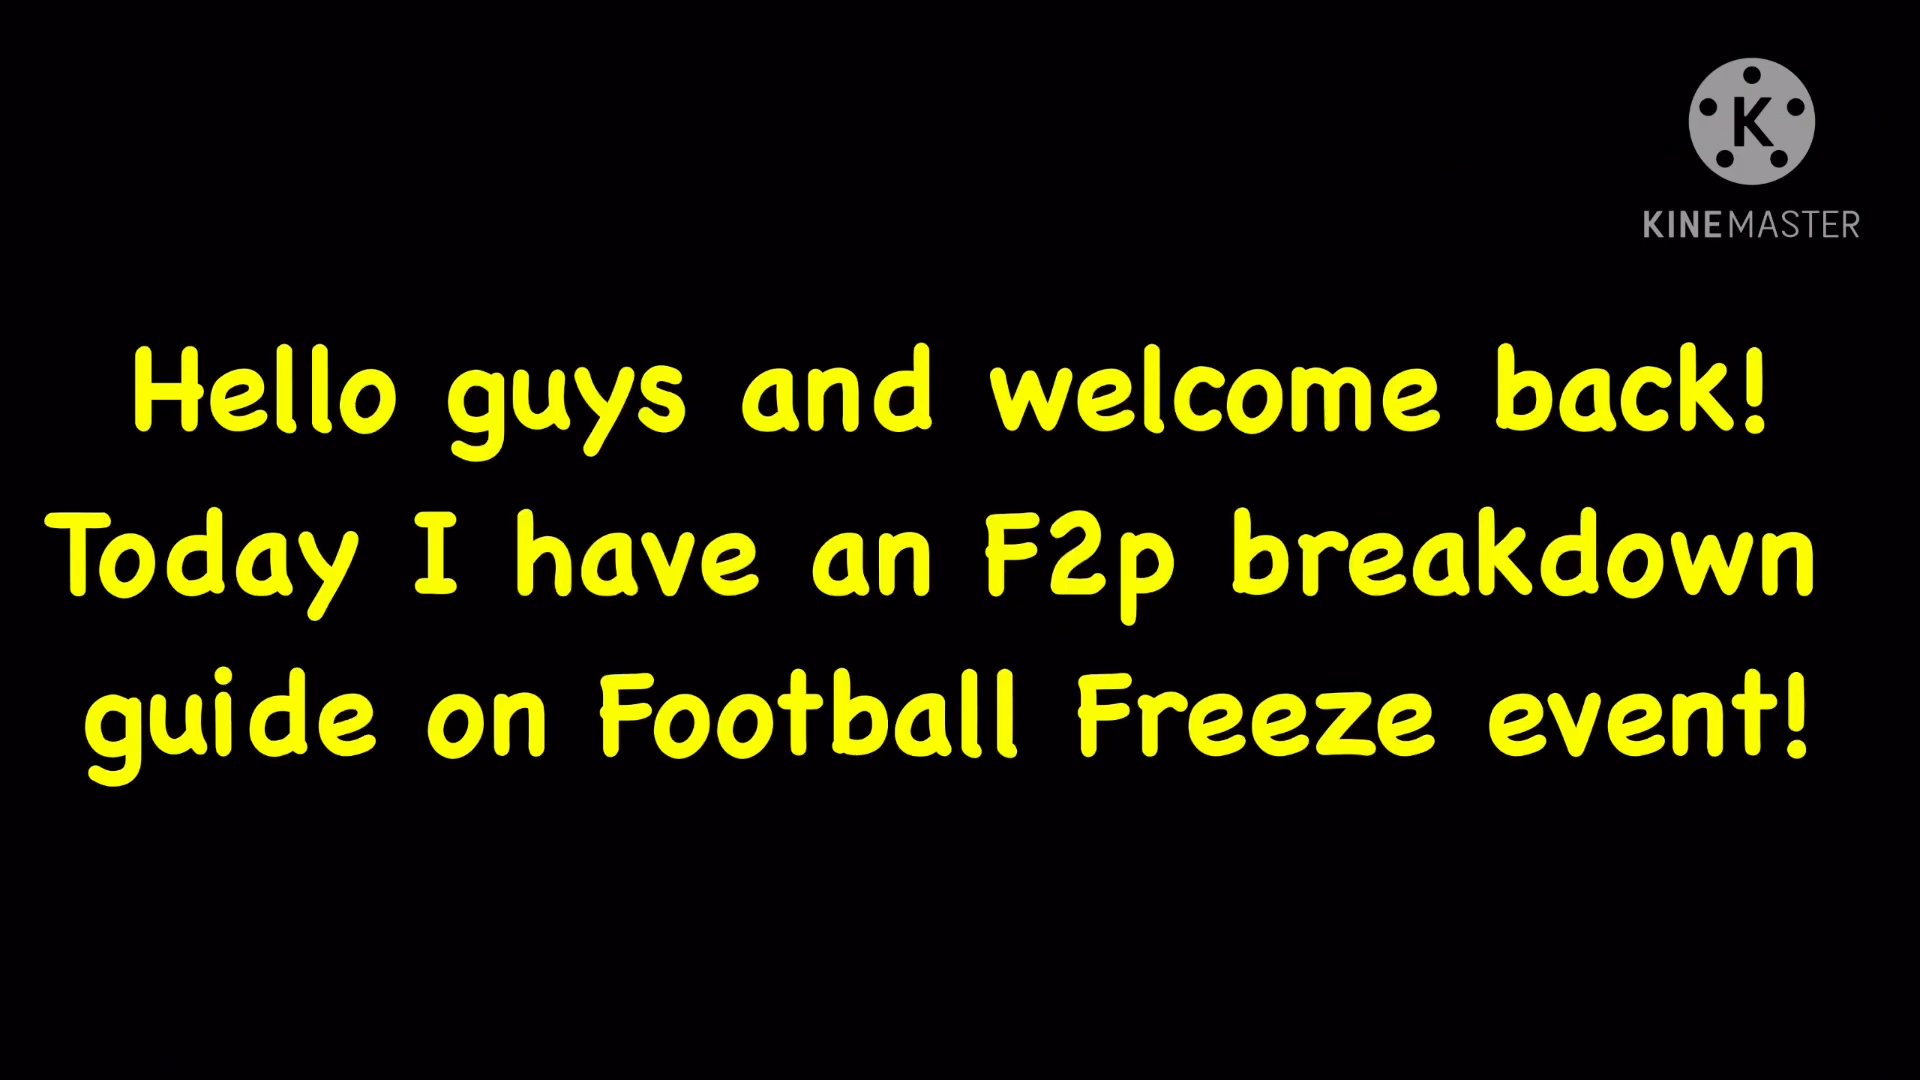 K
KINEMASTER
Hello guys and welcome back!
Today I have an F2p breakdown
guide on Football Freeze event!